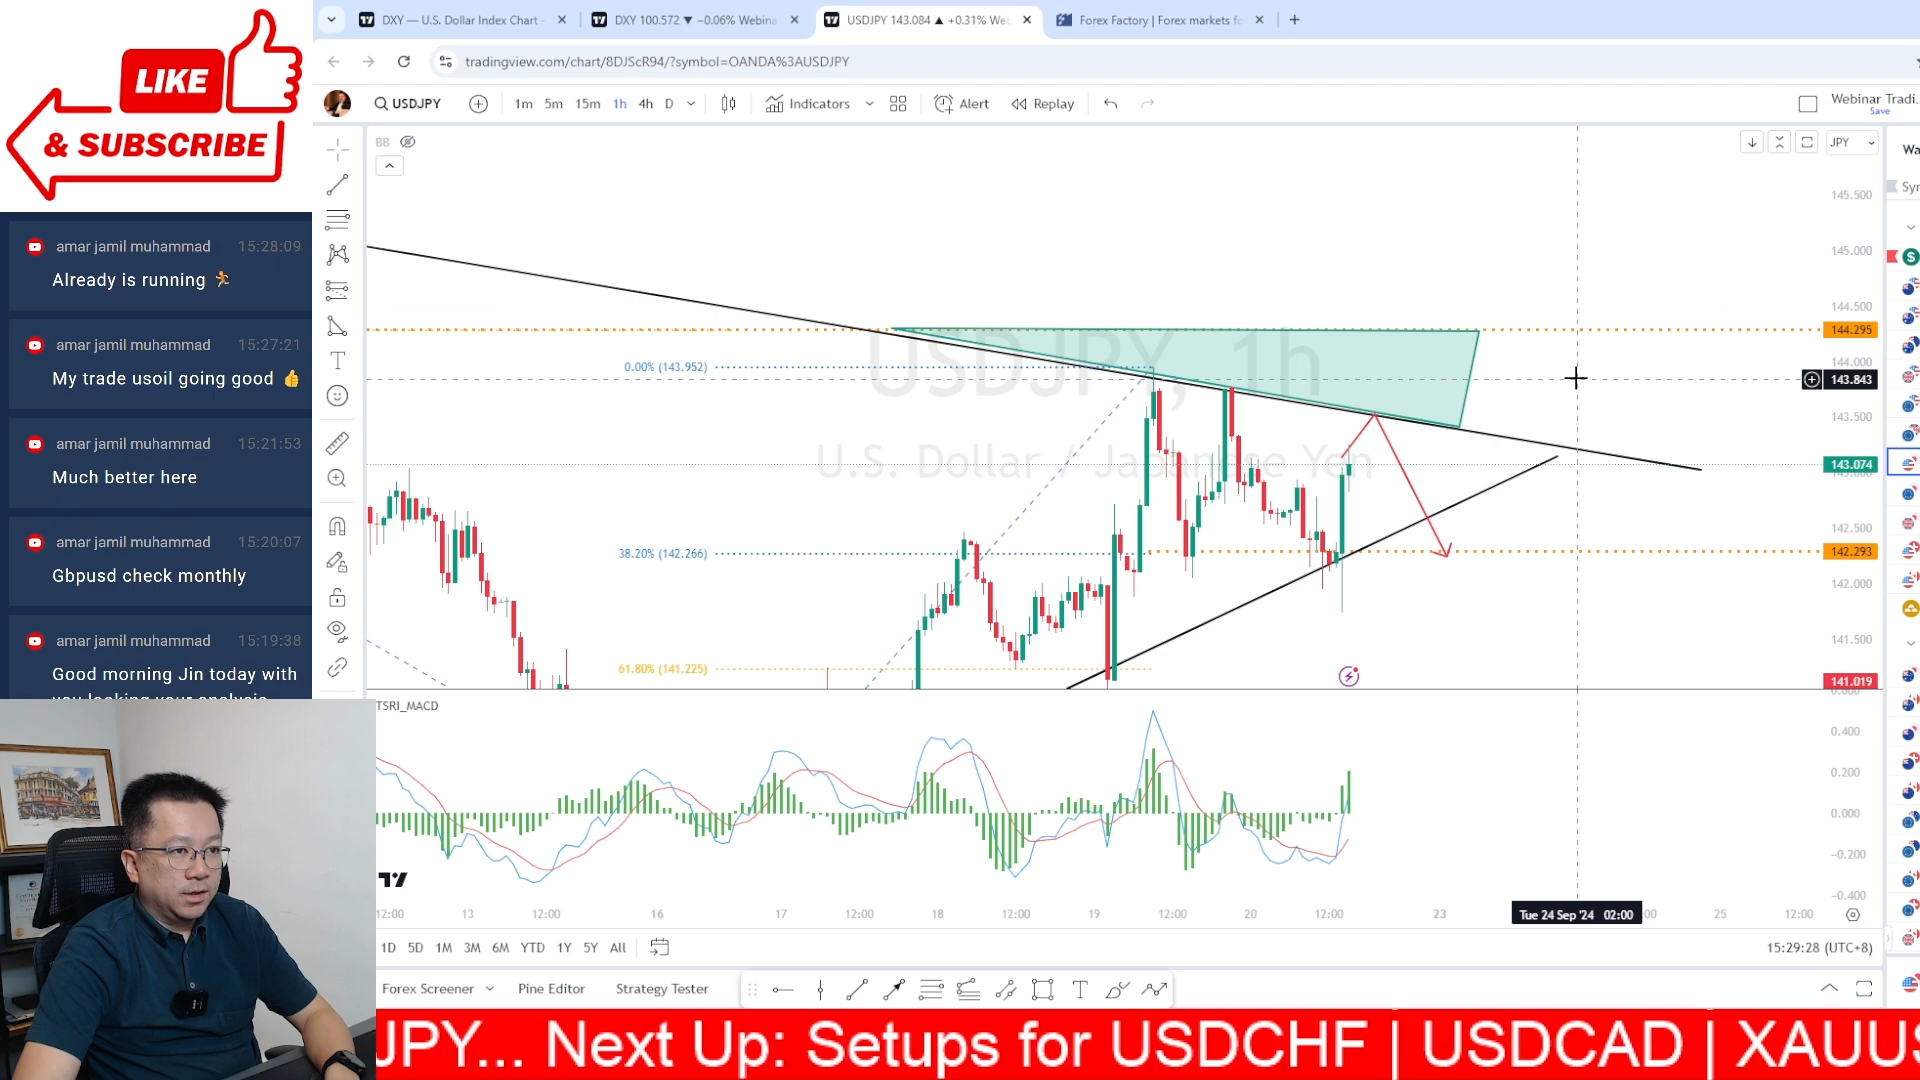 LIKE
& SUBSCRIBE
DXY — U.S. Dollar Index Chart
DXY 100.572 ▼ −0.06% Webina
USDJPY 143.084 ▲ +0.31% We
Forex Factory | Forex markets fo
tradingview.com/chart/8DJScR94/?symbol=OANDA%3AUSDJPY
USDJPY
1m 5m 15m 1h 4h D
Indicators
Alert
Replay
Webinar Tradi...
Save
BB
JPY
Wa
Syn
amar jamil muhammad 15:28:09
Already is running 🏃
amar jamil muhammad 15:27:21
My trade usoil going good 👍
amar jamil muhammad 15:21:53
Much better here
amar jamil muhammad 15:20:07
Gbpusd check monthly
amar jamil muhammad 15:19:38
Good morning Jin today with
you looking your analysis
USDJPY, 1h
U.S. Dollar / Japanese Yen
0.00% (143.952)
38.20% (142.266)
61.80% (141.225)
145.500
145.000
144.500
144.295
144.000
143.843
143.500
143.074
142.500
142.293
142.000
141.500
141.019
TSRI_MACD
0.400
0.200
0.000
−0.200
−0.400
12:00 13 12:00 16 17 12:00 18 12:00 19 12:00 20 12:00 23 Tue 24 Sep '24 02:00 25 12:00
1D 5D 1M 3M 6M YTD 1Y 5Y All
15:29:28 (UTC+8)
Forex Screener Pine Editor Strategy Tester
JPY... Next Up: Setups for USDCHF | USDCAD | XAUUS